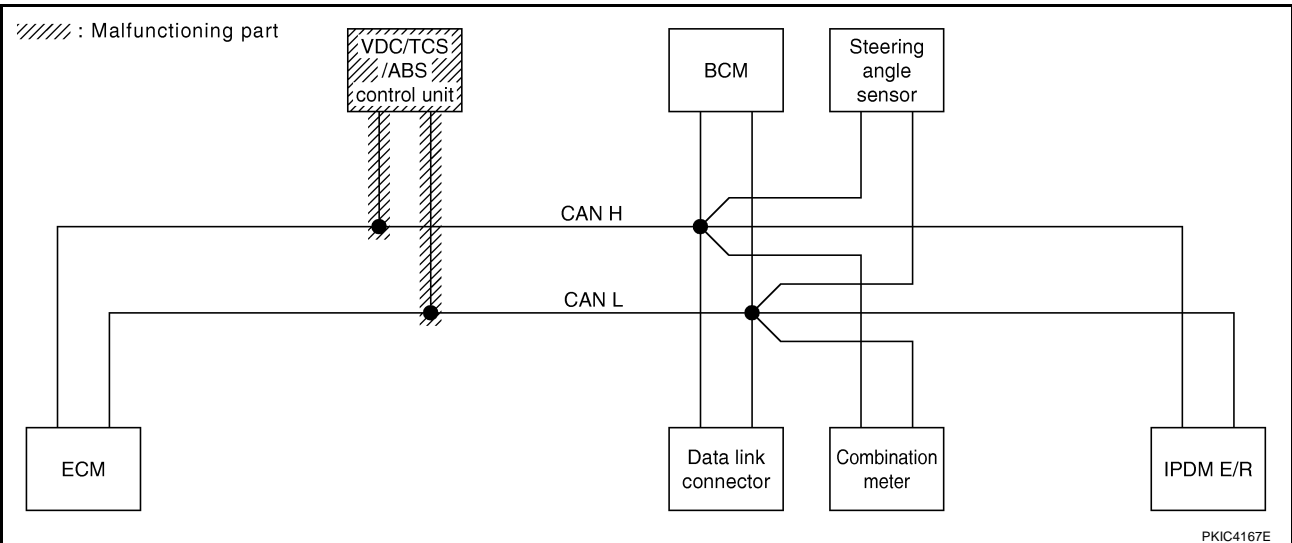 : Malfunctioning part
VDC/TCS
/ABS
control unit
BCM
Steering
angle
sensor
CAN H
CAN L
ECM
Data link
connector
Combination
meter
IPDM E/R
PKIC4167E